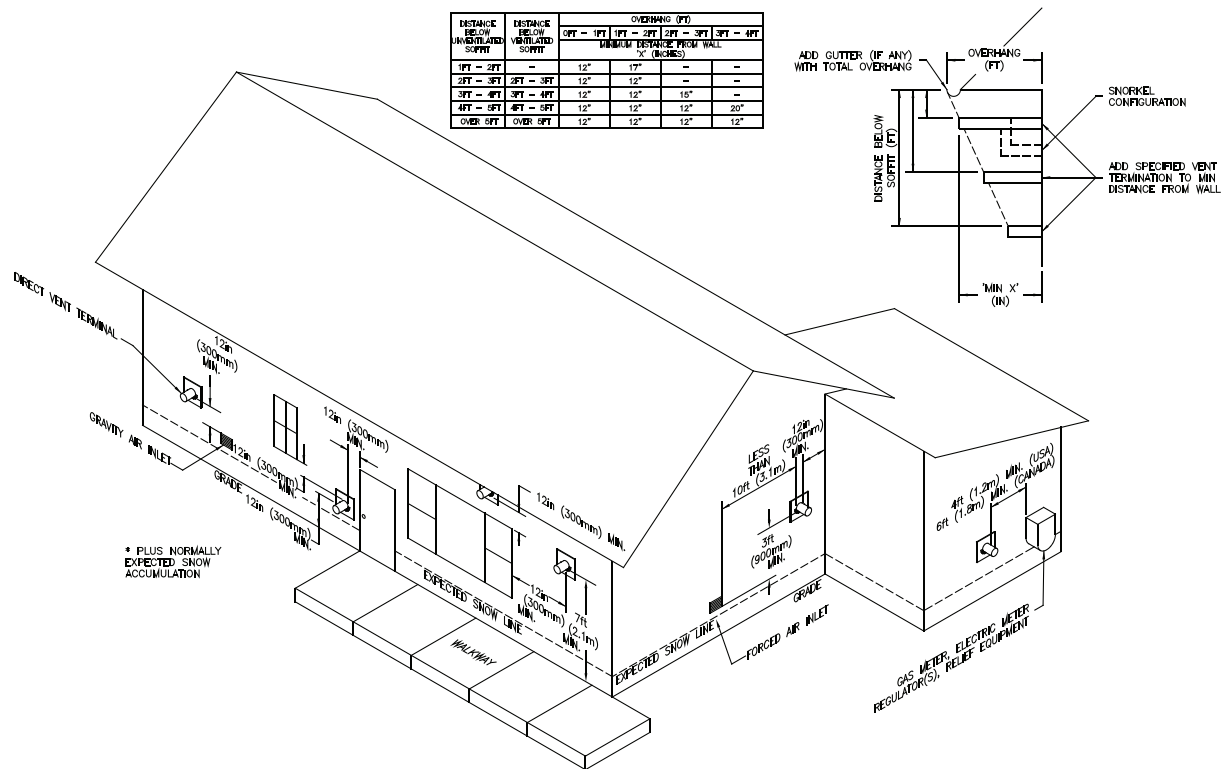 DISTANCE BELOW UNVENTILATED SOFFIT
DISTANCE BELOW VENTILATED SOFFIT
OVERHANG (FT)
0FT - 1FT 1FT - 2FT 2FT - 3FT 3FT - 4FT
MINIMUM DISTANCE FROM WALL
'X' (INCHES)
1FT - 2FT - 12" 17" - -
2FT - 3FT 2FT - 3FT 12" 12" - -
3FT - 4FT 3FT - 4FT 12" 12" 15" -
4FT - 5FT 4FT - 5FT 12" 12" 12" 20"
OVER 5FT OVER 5FT 12" 12" 12" 12"
ADD GUTTER (IF ANY)
WITH TOTAL OVERHANG
OVERHANG
(FT)
SNORKEL
CONFIGURATION
DISTANCE BELOW
SOFFIT (FT)
ADD SPECIFIED VENT
TERMINATION TO MIN
DISTANCE FROM WALL
'MIN X'
(IN)
DIRECT VENT TERMINAL
12in
(300mm)
MIN.
GRAVITY AIR INLET
12in (300mm)
MIN.
12in (300mm)
MIN.
GRADE
12in (300mm)
MIN.
* PLUS NORMALLY
EXPECTED SNOW
ACCUMULATION
EXPECTED SNOW LINE
WALKWAY
12in (300mm) MIN.
12in
(300mm)
MIN.
7ft
(2.1m)
MIN.
LESS
THAN
10ft (3.1m)
12in
(300mm)
MIN.
3ft
(900mm)
MIN.
GRADE
EXPECTED SNOW LINE
FORCED AIR INLET
4ft (1.2m) MIN. (USA)
6ft (1.8m) MIN. (CANADA)
GAS METER, ELECTRIC METER
REGULATOR(S), RELIEF EQUIPMENT